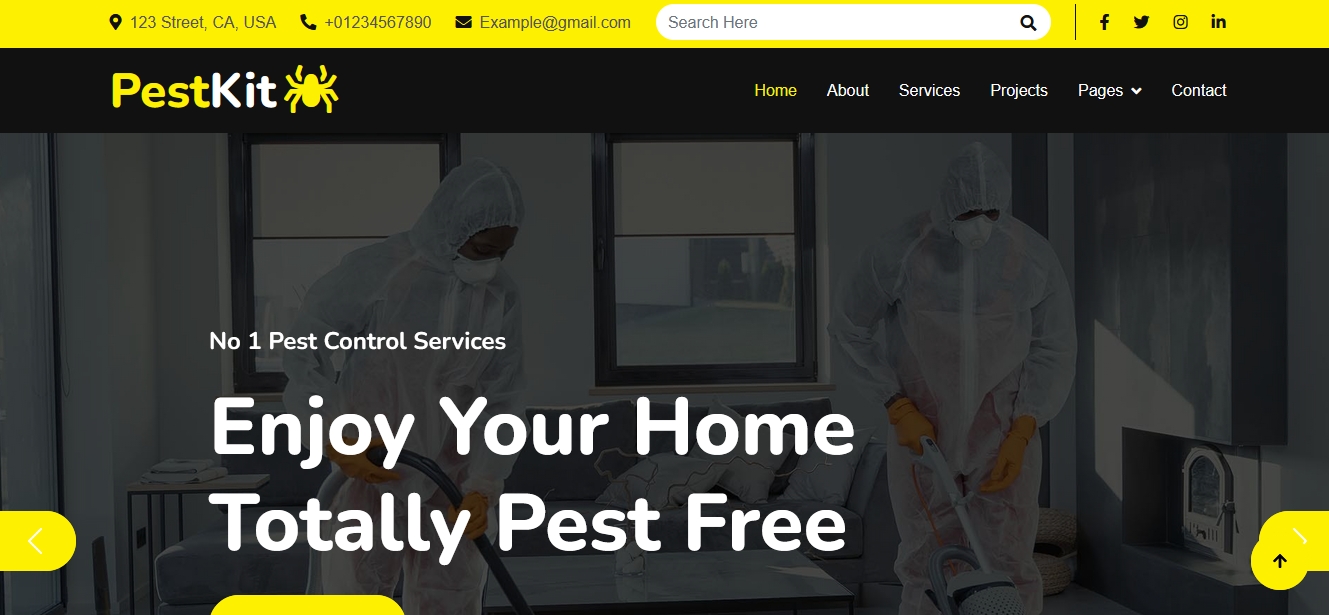 123 Street, CA, USA +01234567890 Example@gmail.com Search Here
PestKit Home About Services Projects Pages Contact
No 1 Pest Control Services
Enjoy Your Home
Totally Pest Free